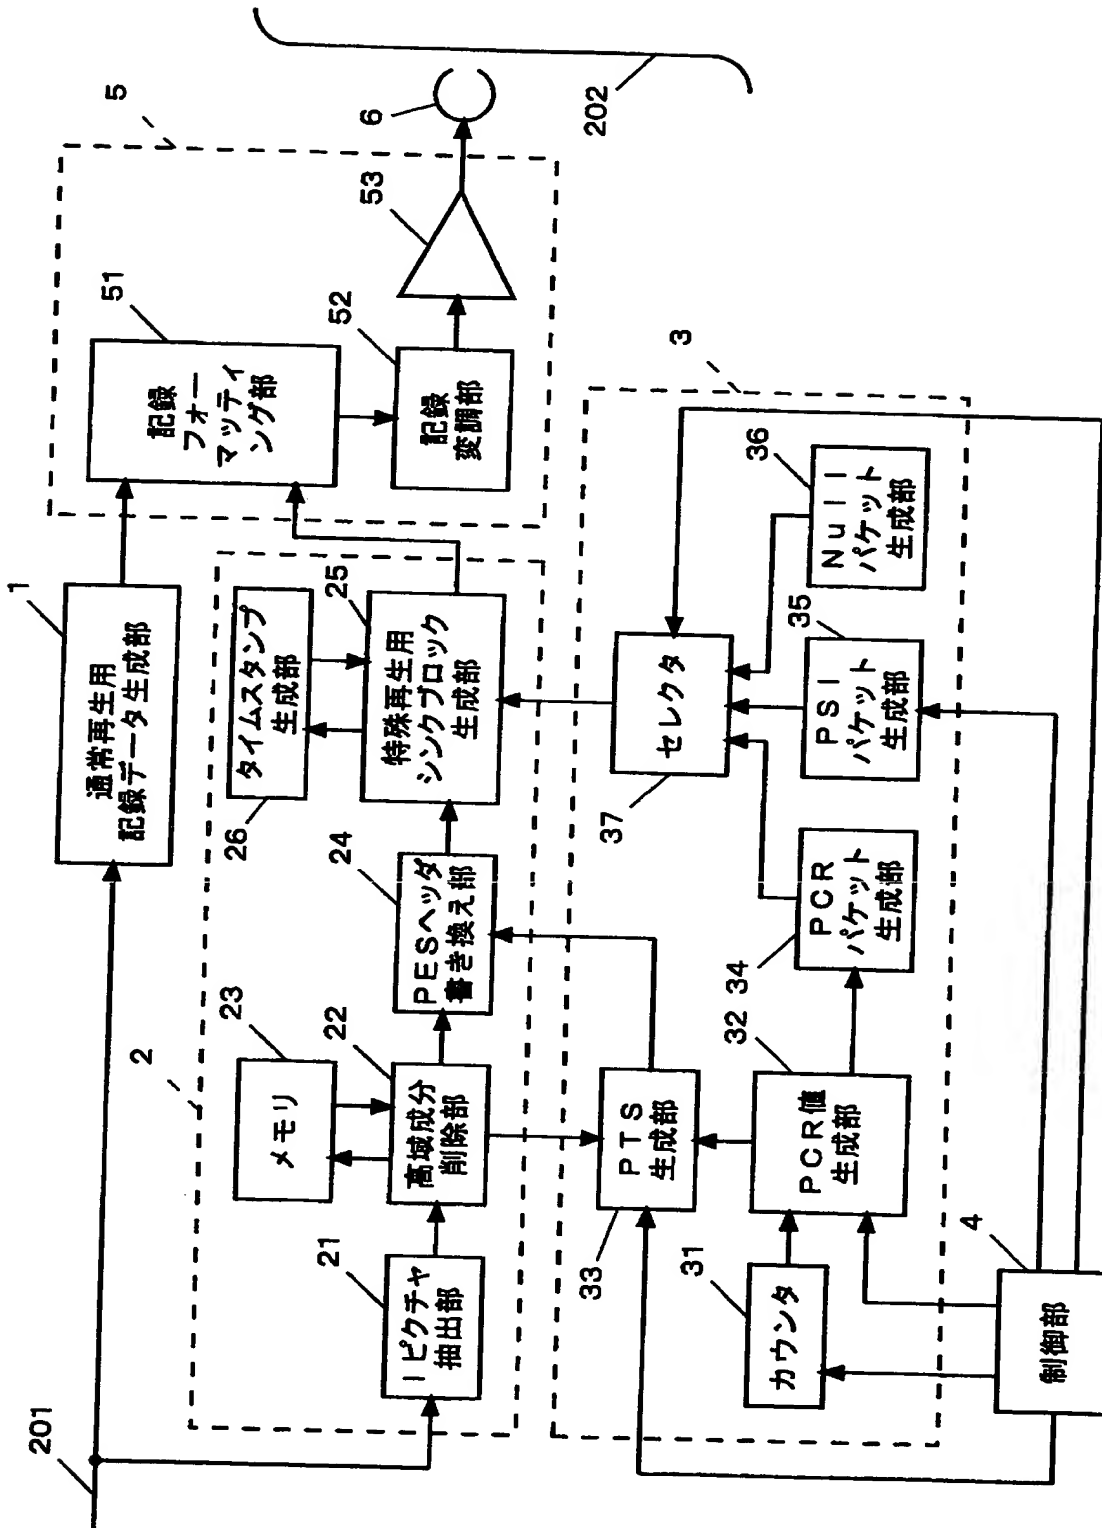 201
1
通常再生用
記録データ生成部
5
51
記録
フォー
マッティ
ング部
52
記録
変調部
53
6
202
2
21
Iピクチャ
抽出部
22
高域成分
削除部
23
メモリ
24
PESヘッダ
書き換え部
25
特殊再生用
シンクブロック
生成部
26
タイムスタンプ
生成部
3
33
PTS
生成部
31
カウンタ
32
PCR値
生成部
34
PCR
パケット
生成部
37
セレクタ
35
PSI
パケット
生成部
36
Null
パケット
生成部
4
制御部